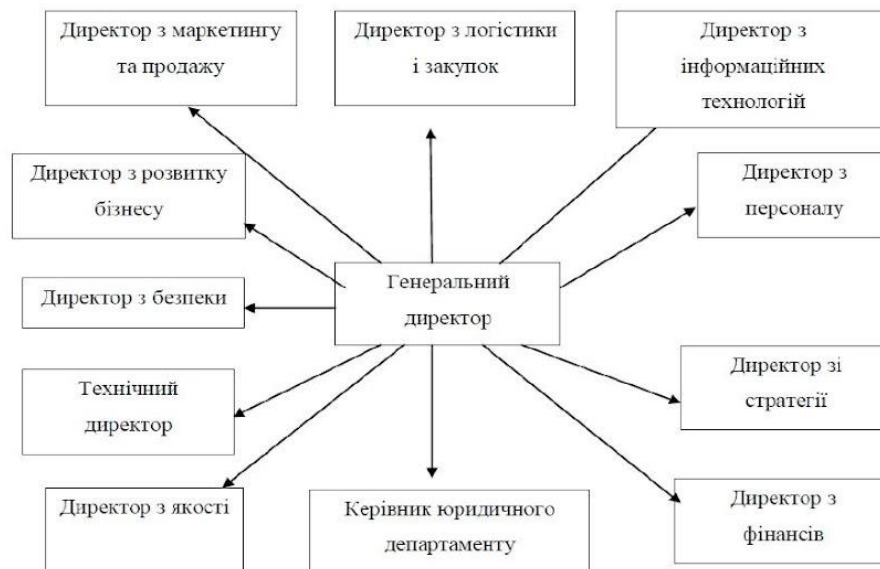 Директор з маркетингу
та продажу
Директор з логістики
і закупок
Директор з
інформаційних
технологій
Директор з розвитку
бізнесу
Директор з
персоналу
Генеральний
директор
Директор з безпеки
Технічний
директор
Директор зі
стратегії
Директор з якості
Керівник юридичного
департаменту
Директор з
фінансів